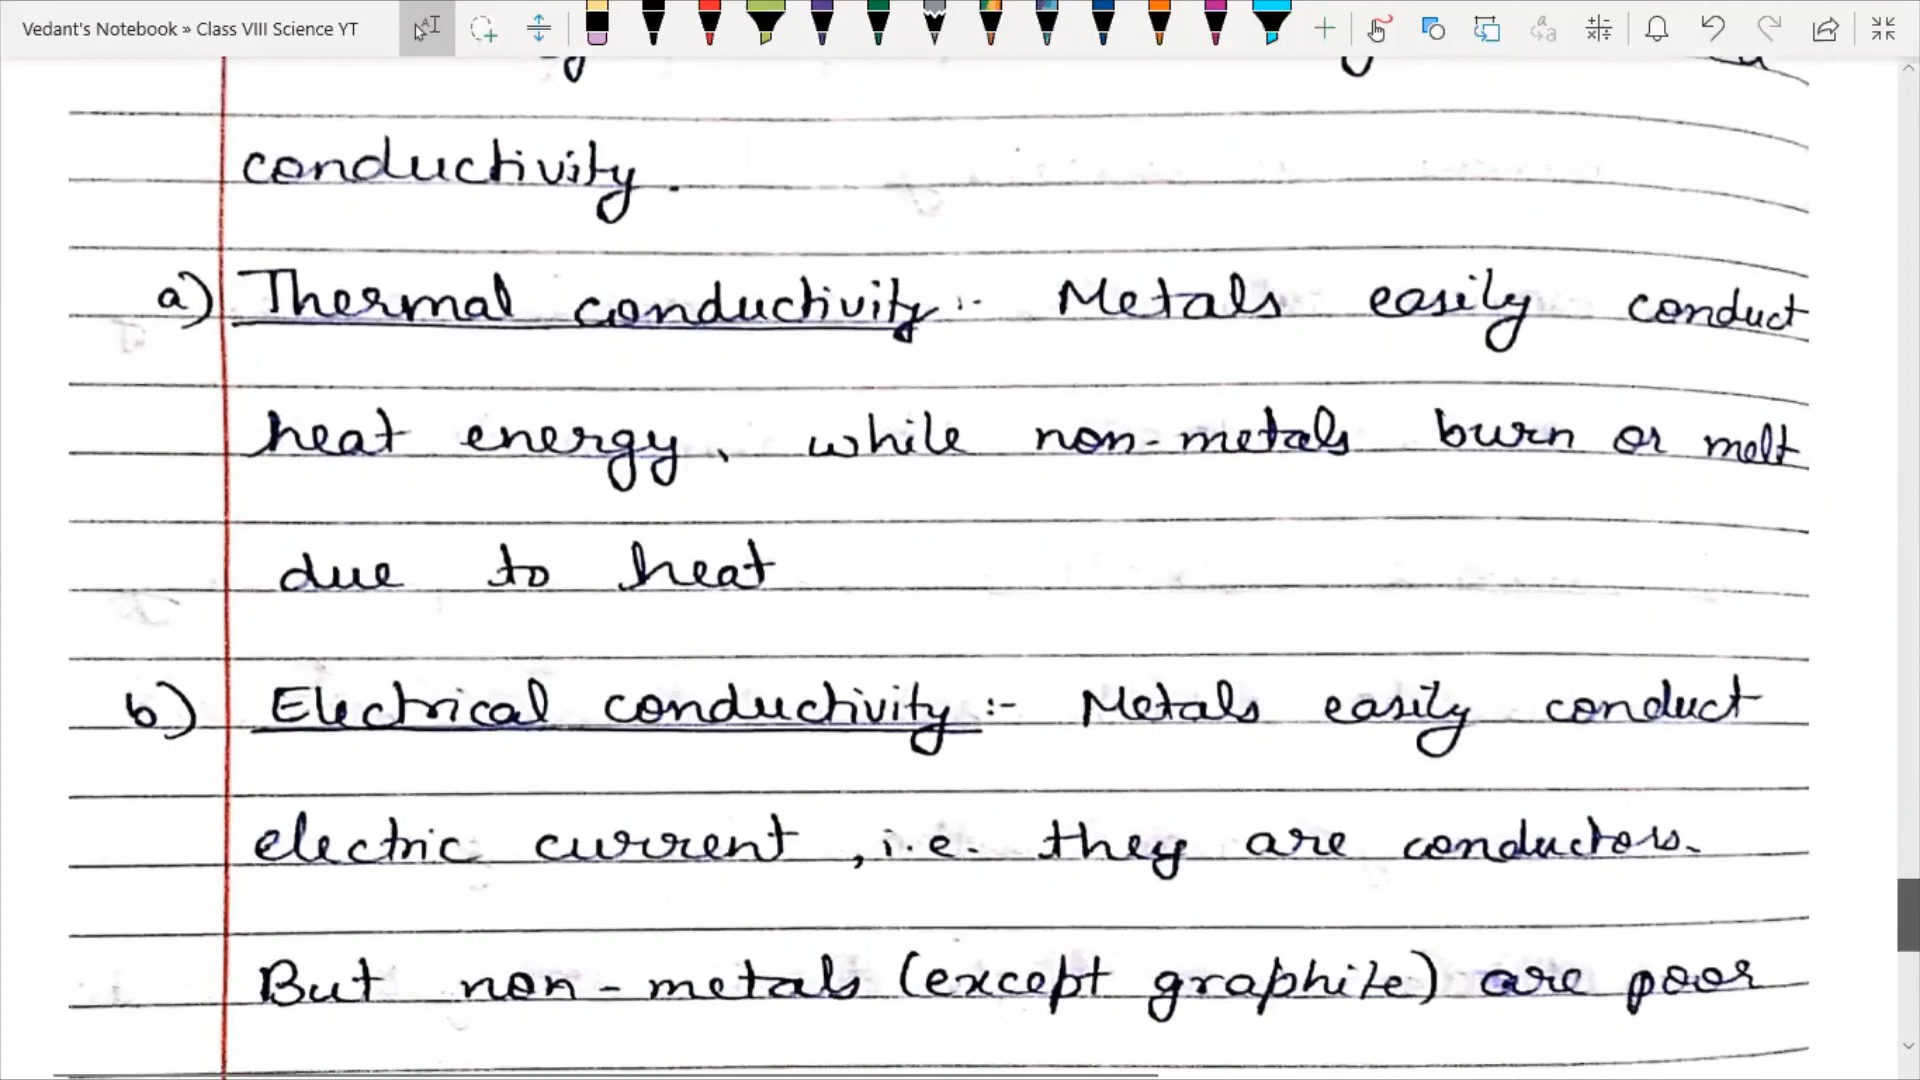 Vedant's Notebook » Class VIII Science YT
conductivity.
a) Thermal conductivity :- Metals easily conduct
heat energy, while non-metals burn or melt
due to heat
b) Electrical conductivity :- Metals easily conduct
electric current, i.e. they are conductors.
But non-metals (except graphite) are poor